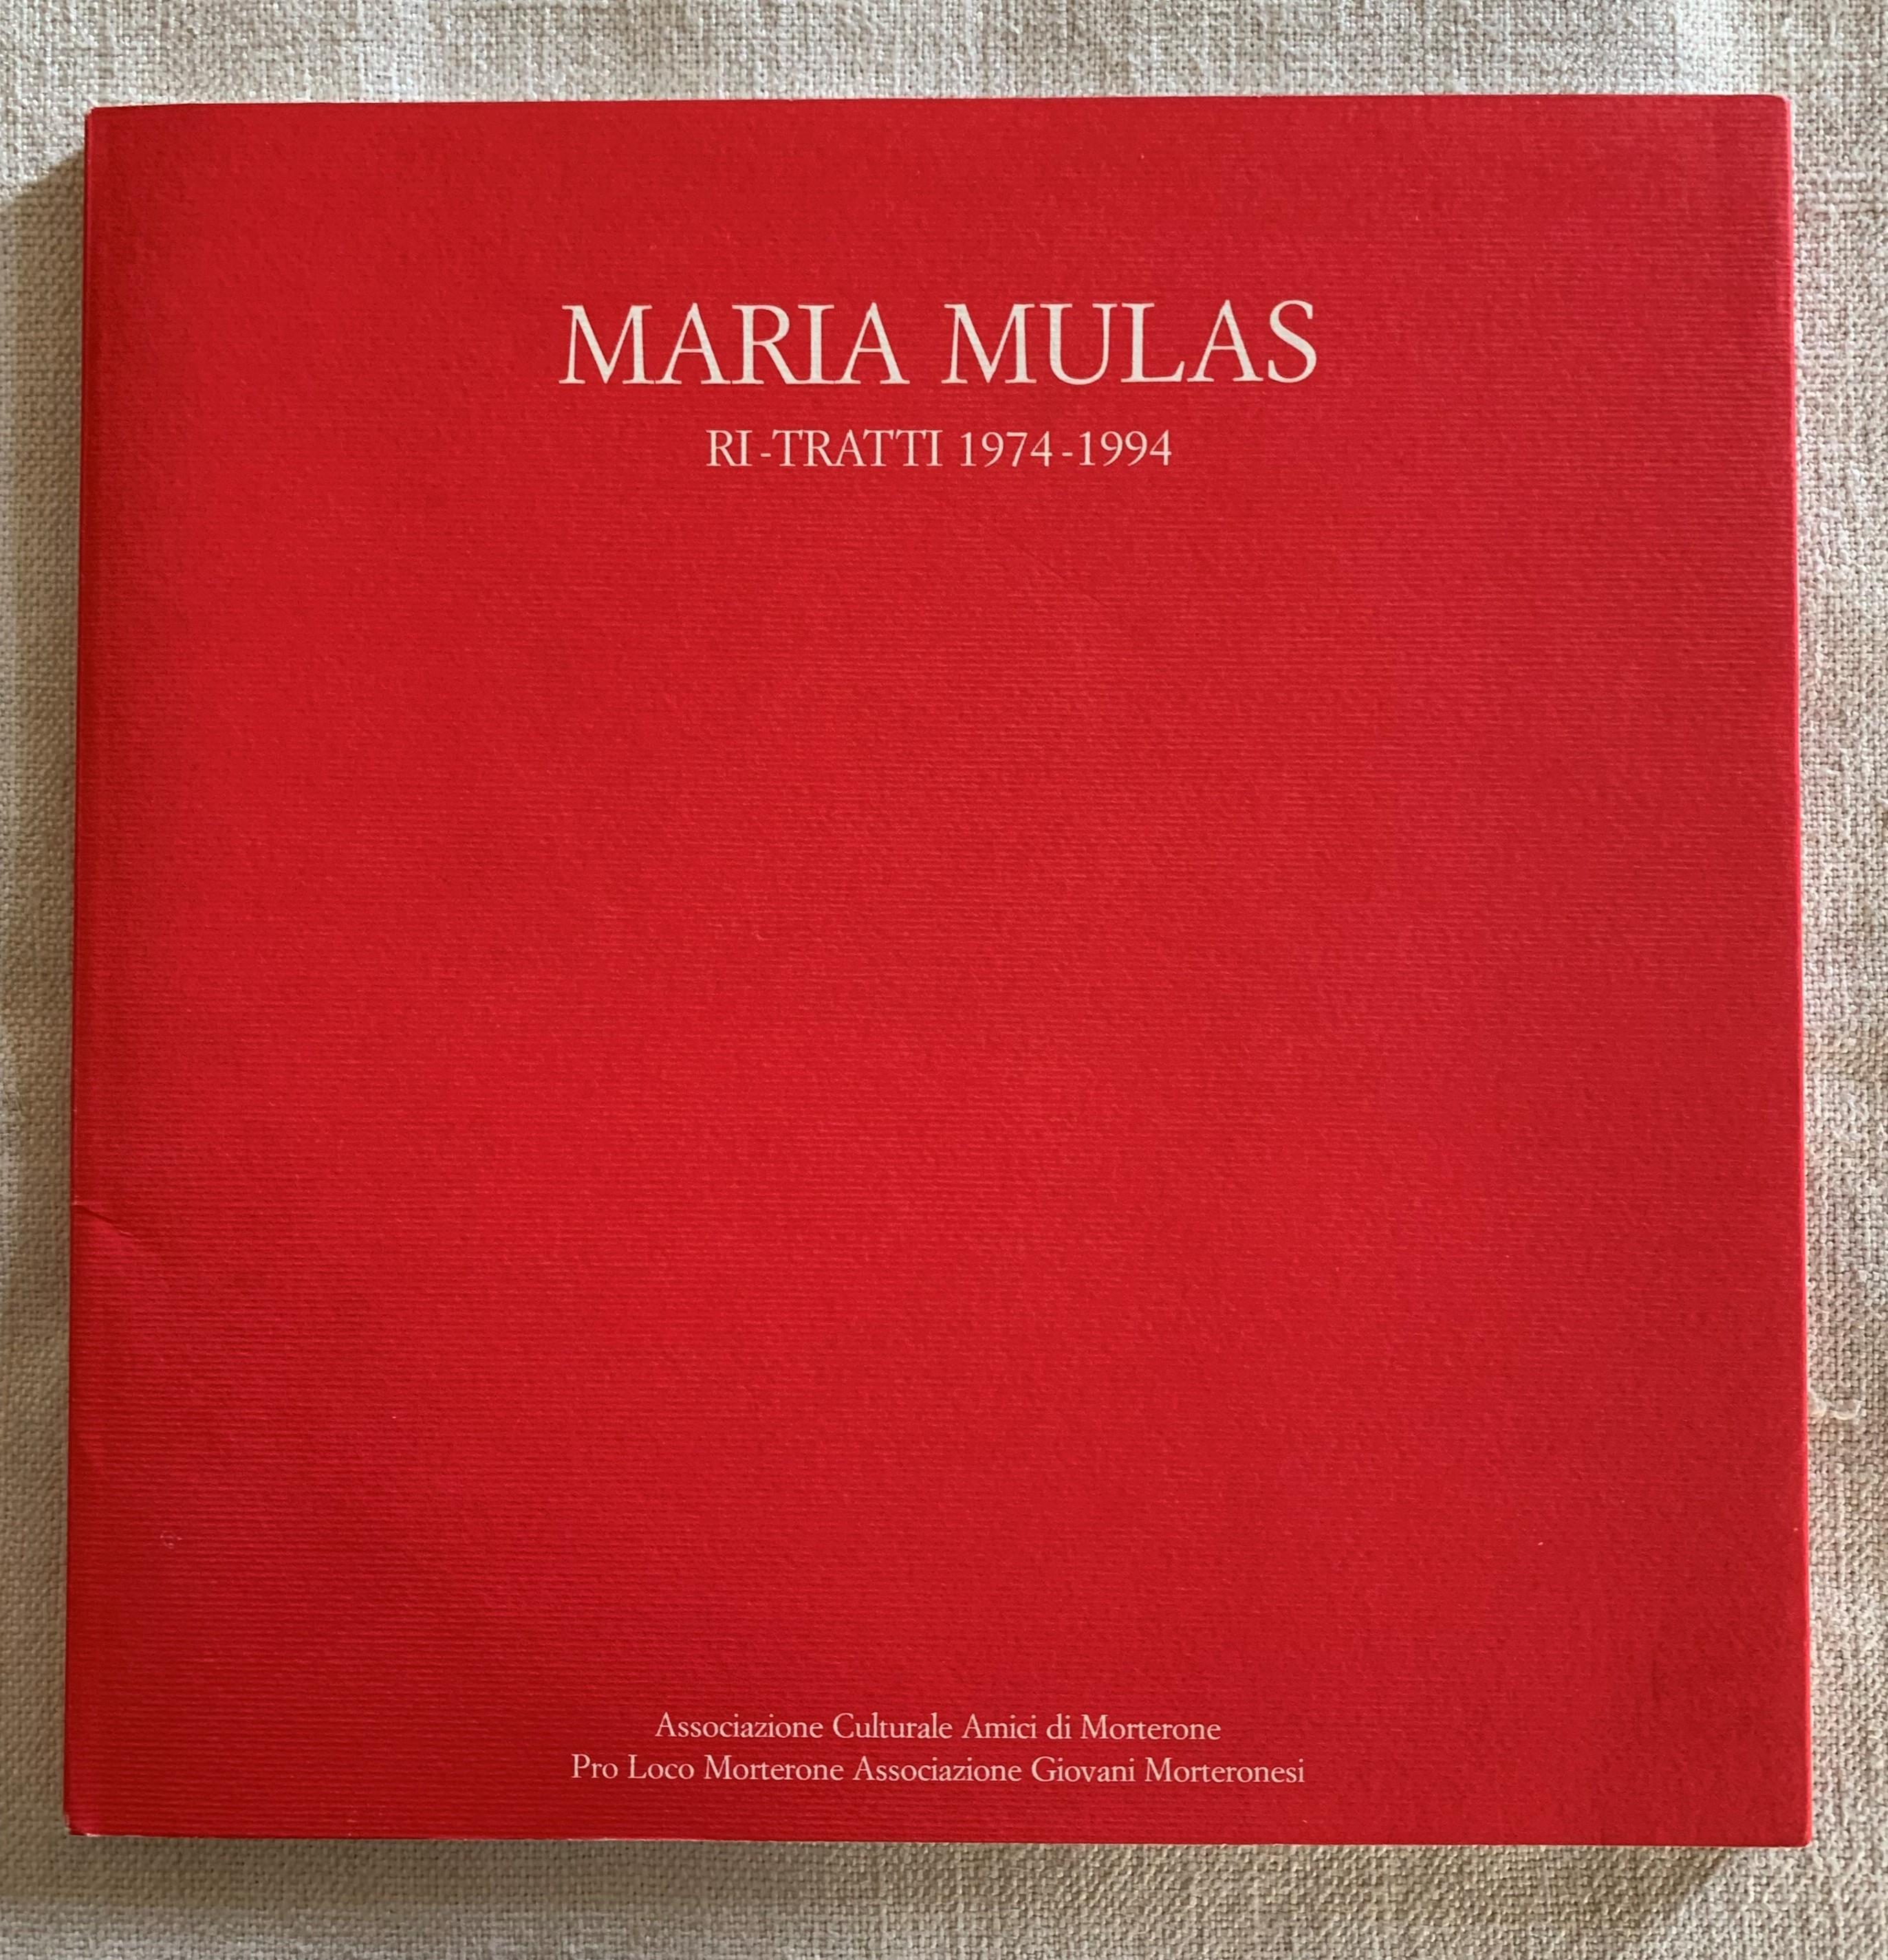 MARIA MULAS
RI-TRATTI 1974-1994
Associazione Culturale Amici di Morterone
Pro Loco Morterone Associazione Giovani Morteronesi